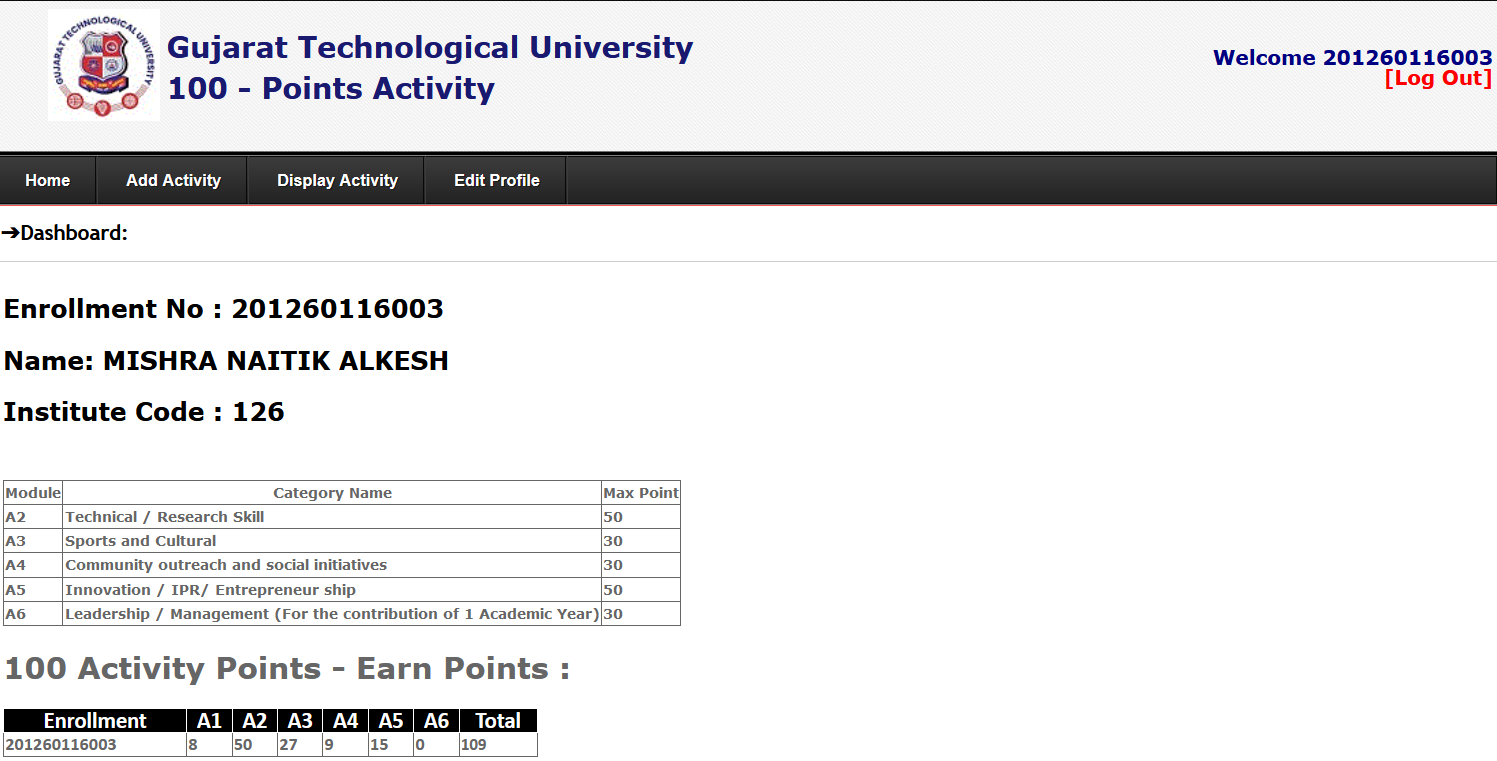 GUJARAT TECHNOLOGICAL UNIVERSITY
Gujarat Technological University
100 - Points Activity
Welcome 201260116003
[Log Out]
Home Add Activity Display Activity Edit Profile
➔Dashboard:
Enrollment No : 201260116003
Name: MISHRA NAITIK ALKESH
Institute Code : 126
Module Category Name Max Point
A2 Technical / Research Skill 50
A3 Sports and Cultural 30
A4 Community outreach and social initiatives 30
A5 Innovation / IPR/ Entrepreneur ship 50
A6 Leadership / Management (For the contribution of 1 Academic Year) 30
100 Activity Points - Earn Points :
Enrollment A1 A2 A3 A4 A5 A6 Total
201260116003 8 50 27 9 15 0 109